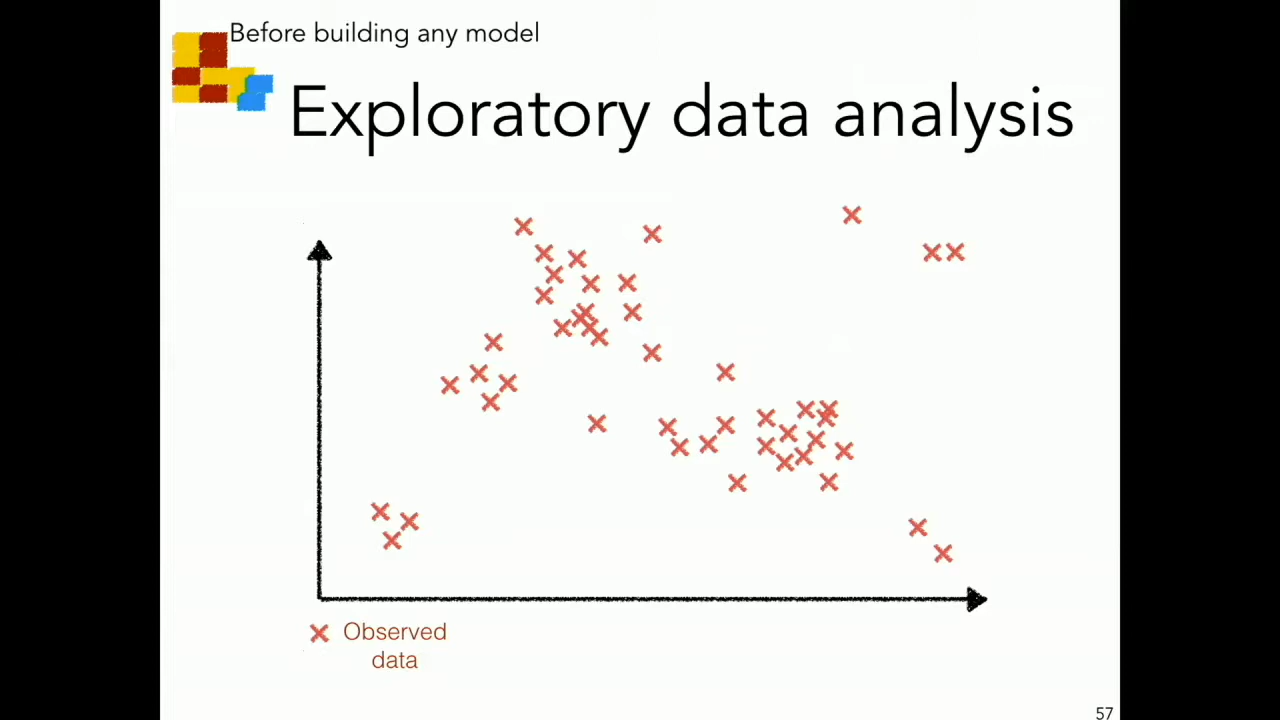 Before building any model
Exploratory data analysis
Observed
data
57